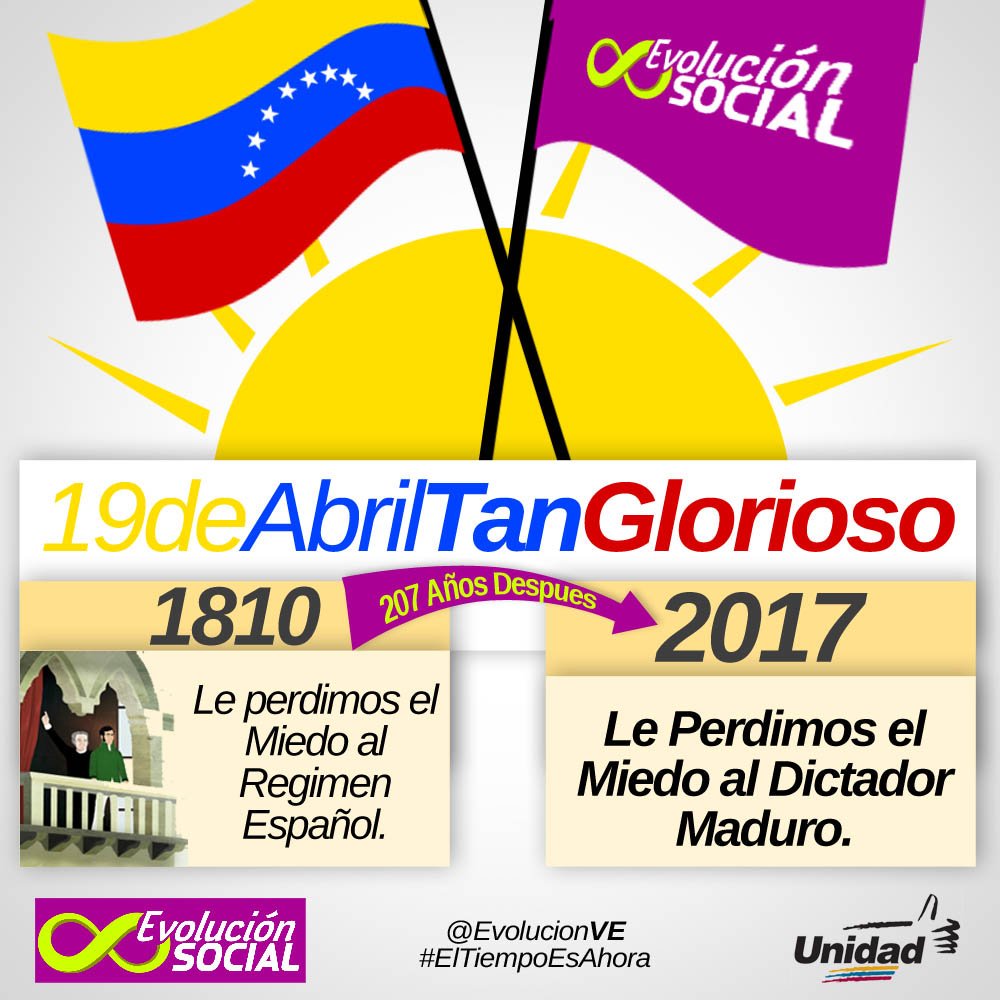 Evolución
SOCIAL
19deAbrilTanGlorioso
1810
207 Años Despues
2017
Le perdimos el
Miedo al
Regimen
Español.
Le Perdimos el
Miedo al Dictador
Maduro.
Evolución
SOCIAL
@EvolucionVE
#ElTiempoEsAhora
Unidad